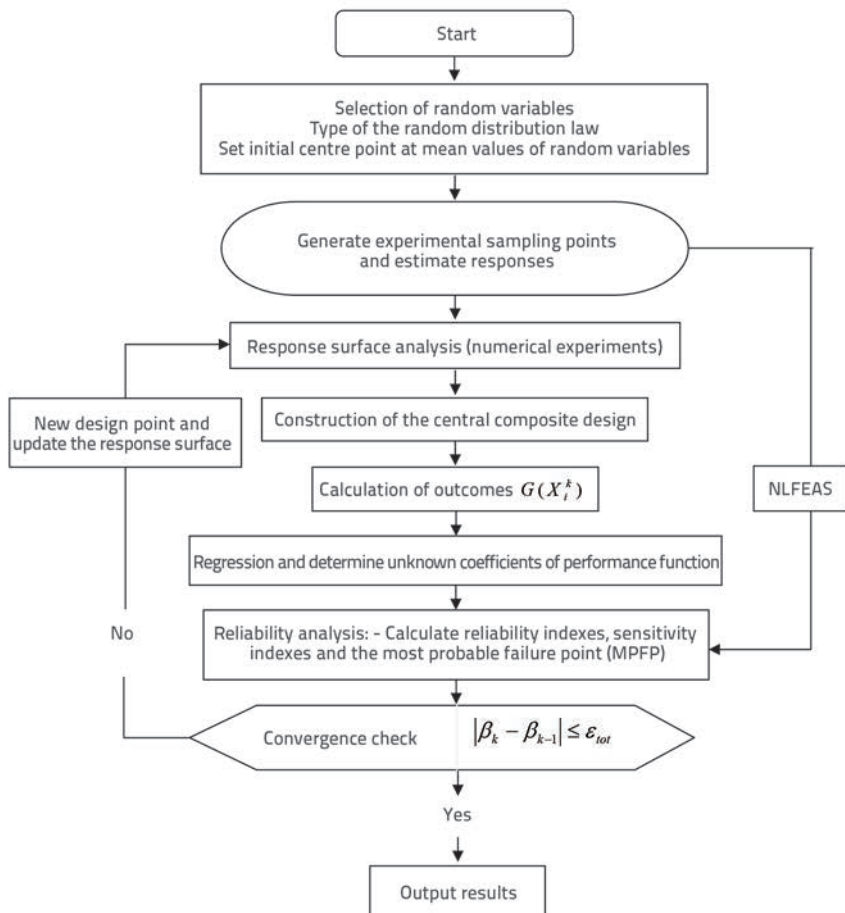 Start
Selection of random variables
Type of the random distribution law
Set initial centre point at mean values of random variables
Generate experimental sampling points
and estimate responses
Response surface analysis (numerical experiments)
New design point and
update the response surface
Construction of the central composite design
Calculation of outcomes G(X_i^k)
NLFEAS
Regression and determine unknown coefficients of performance function
No
Reliability analysis: - Calculate reliability indexes, sensitivity
indexes and the most probable failure point (MPFP)
Convergence check |β_k − β_{k−1}| ≤ ε_{tot}
Yes
Output results